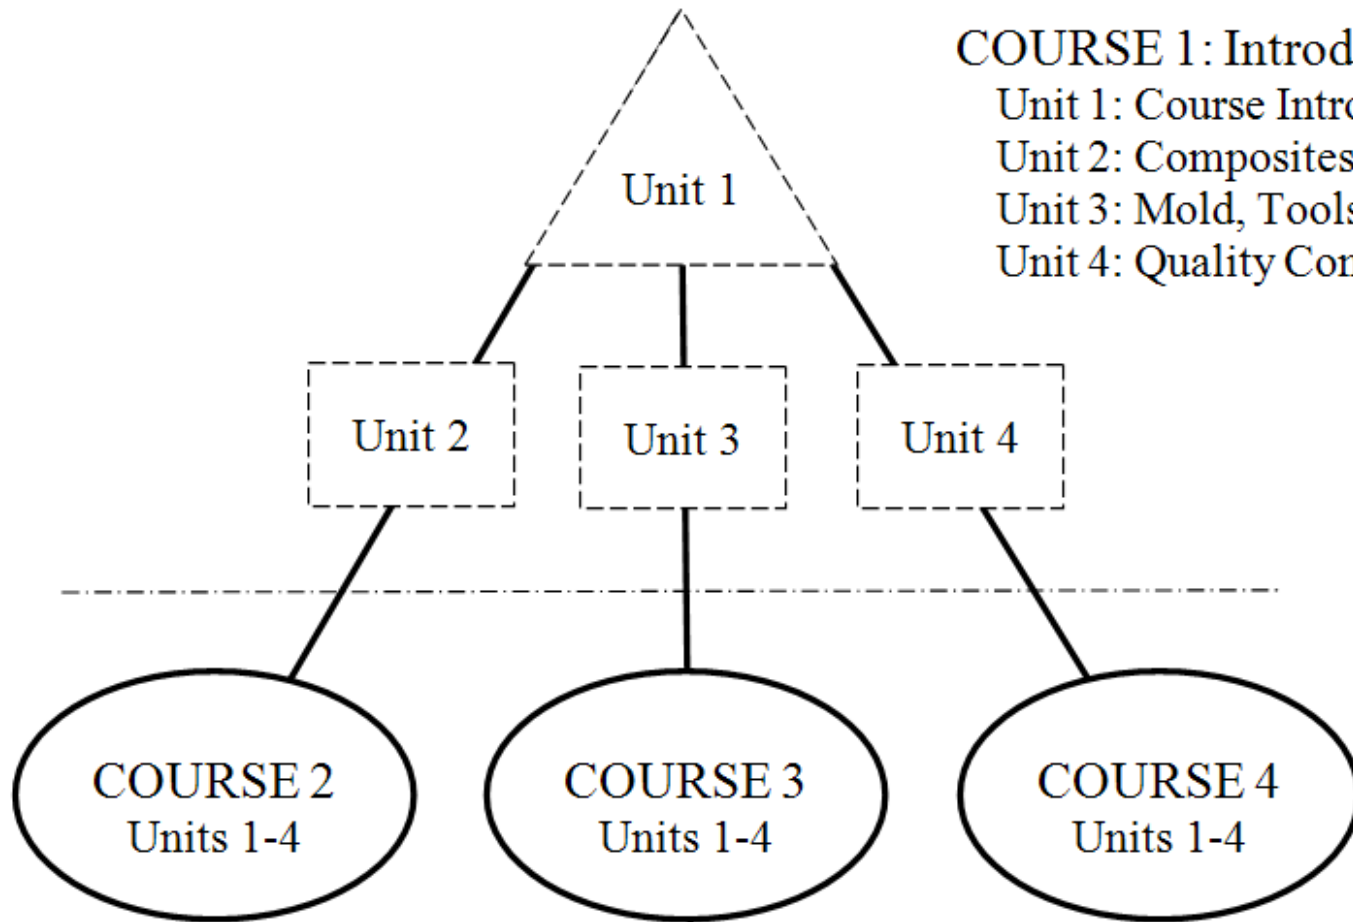 COURSE 1: Introd
Unit 1: Course Intro
Unit 2: Composites
Unit 3: Mold, Tools
Unit 4: Quality Con
Unit 1
Unit 2
Unit 3
Unit 4
COURSE 2
Units 1-4
COURSE 3
Units 1-4
COURSE 4
Units 1-4